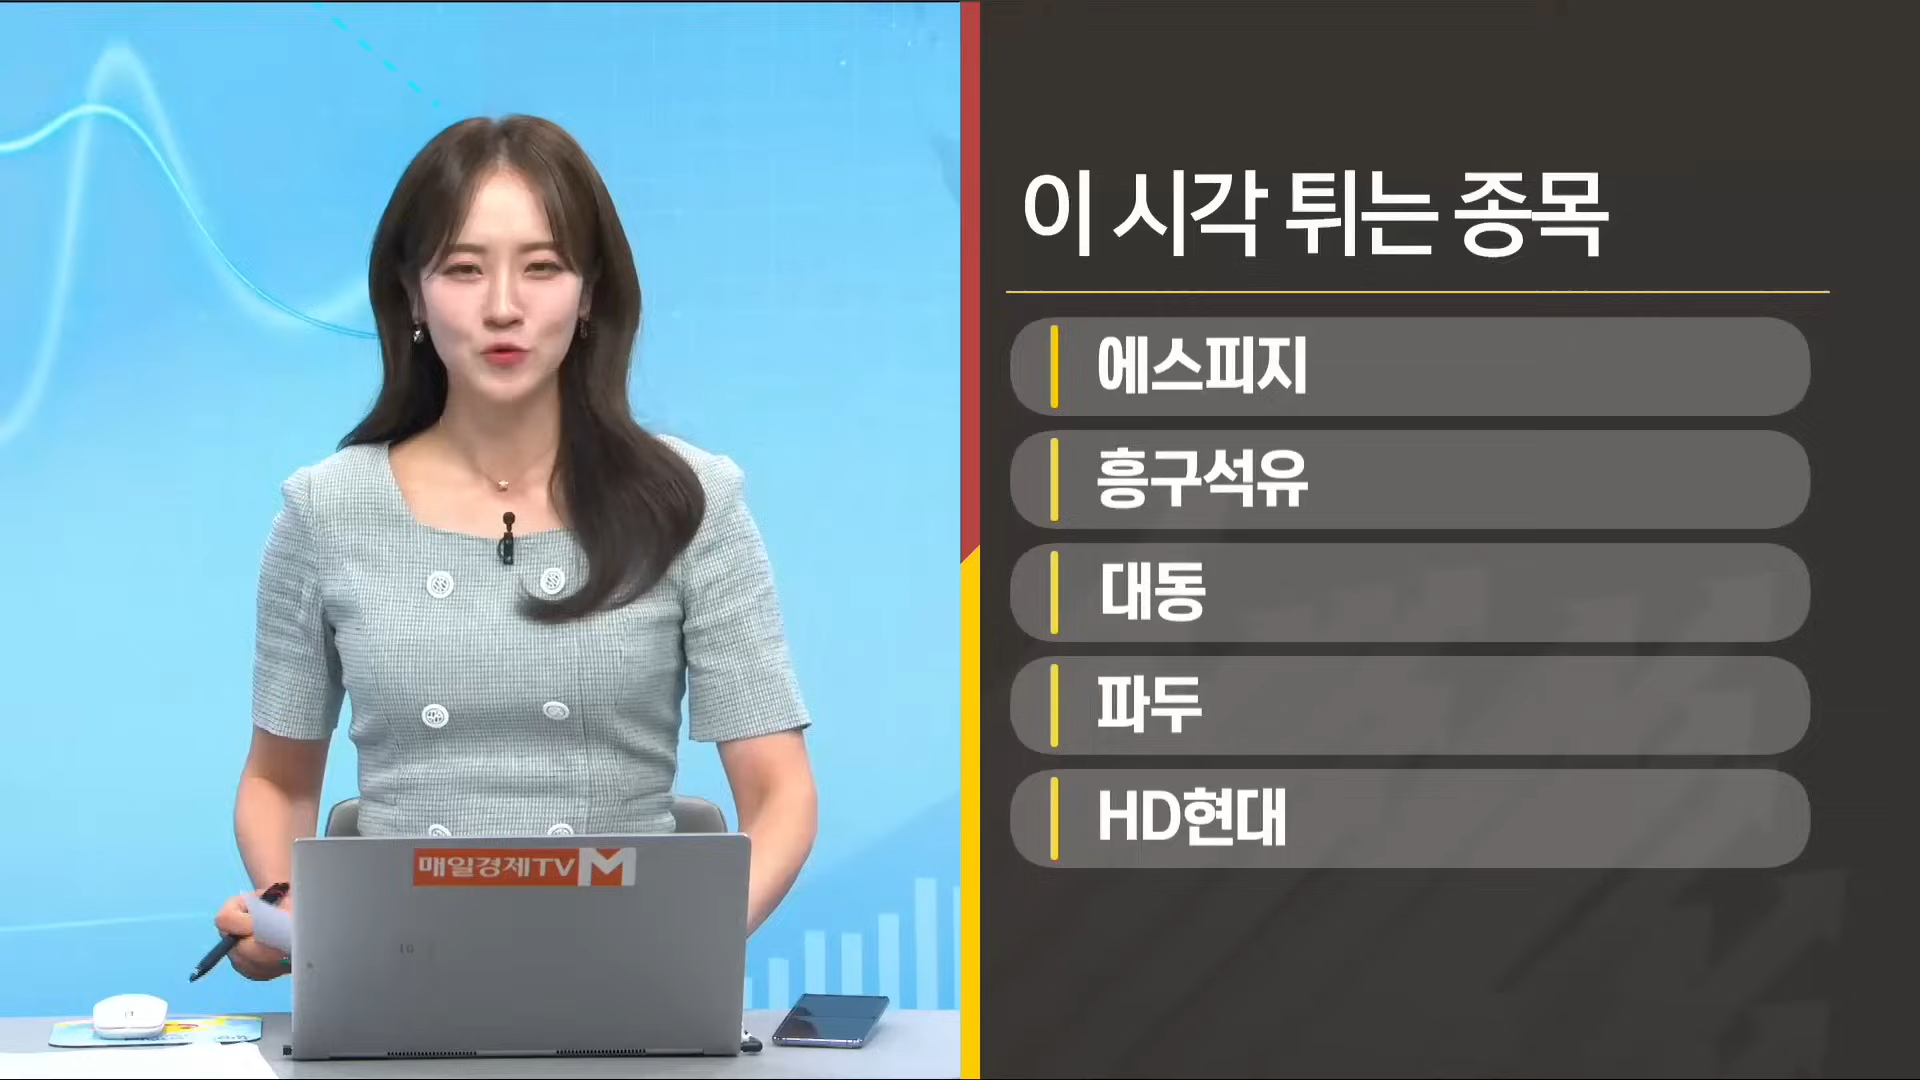 이 시각 튀는 종목
에스피지
흥구석유
대동
파두
HD현대
매일경제TV M